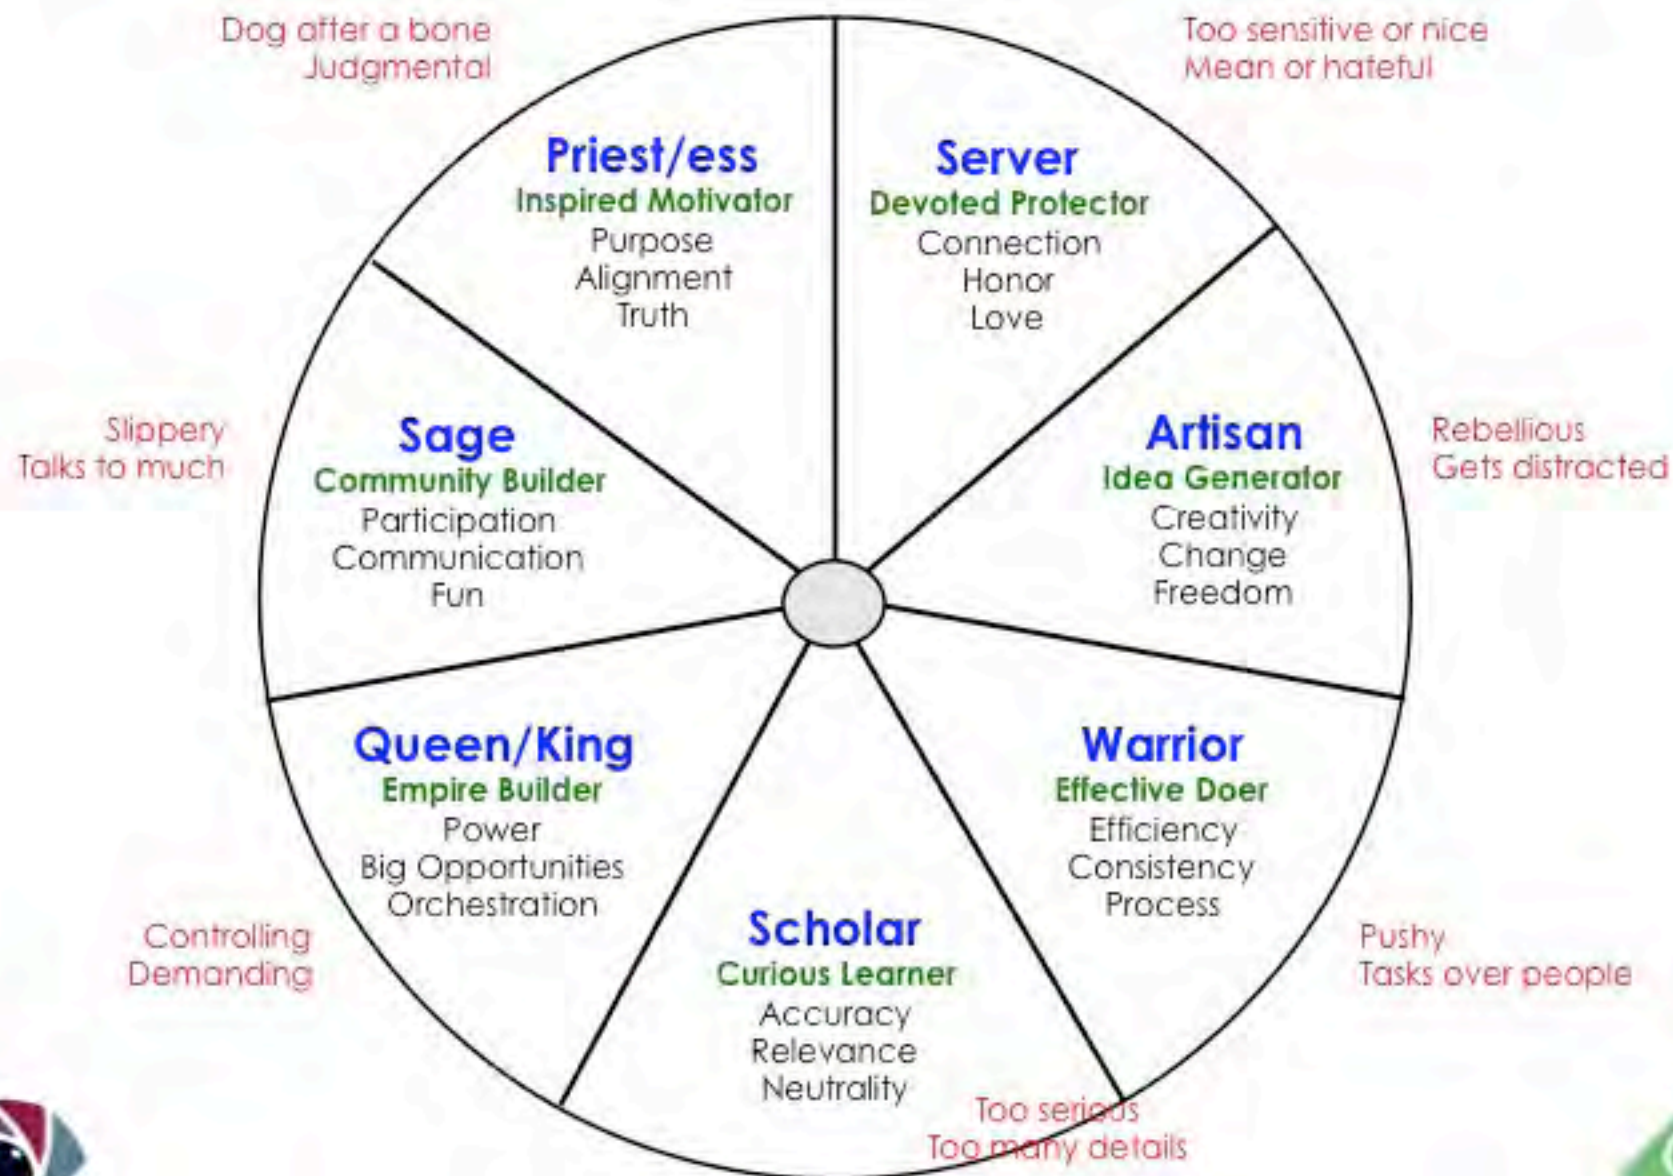 Dog after a bone
Judgmental
Too sensitive or nice
Mean or hateful
Priest/ess
Inspired Motivator
Purpose
Alignment
Truth
Server
Devoted Protector
Connection
Honor
Love
Slippery
Talks to much
Sage
Community Builder
Participation
Communication
Fun
Artisan
Idea Generator
Creativity
Change
Freedom
Rebellious
Gets distracted
Queen/King
Empire Builder
Power
Big Opportunities
Orchestration
Controlling
Demanding
Warrior
Effective Doer
Efficiency
Consistency
Process
Pushy
Tasks over people
Scholar
Curious Learner
Accuracy
Relevance
Neutrality
Too serious
Too many details